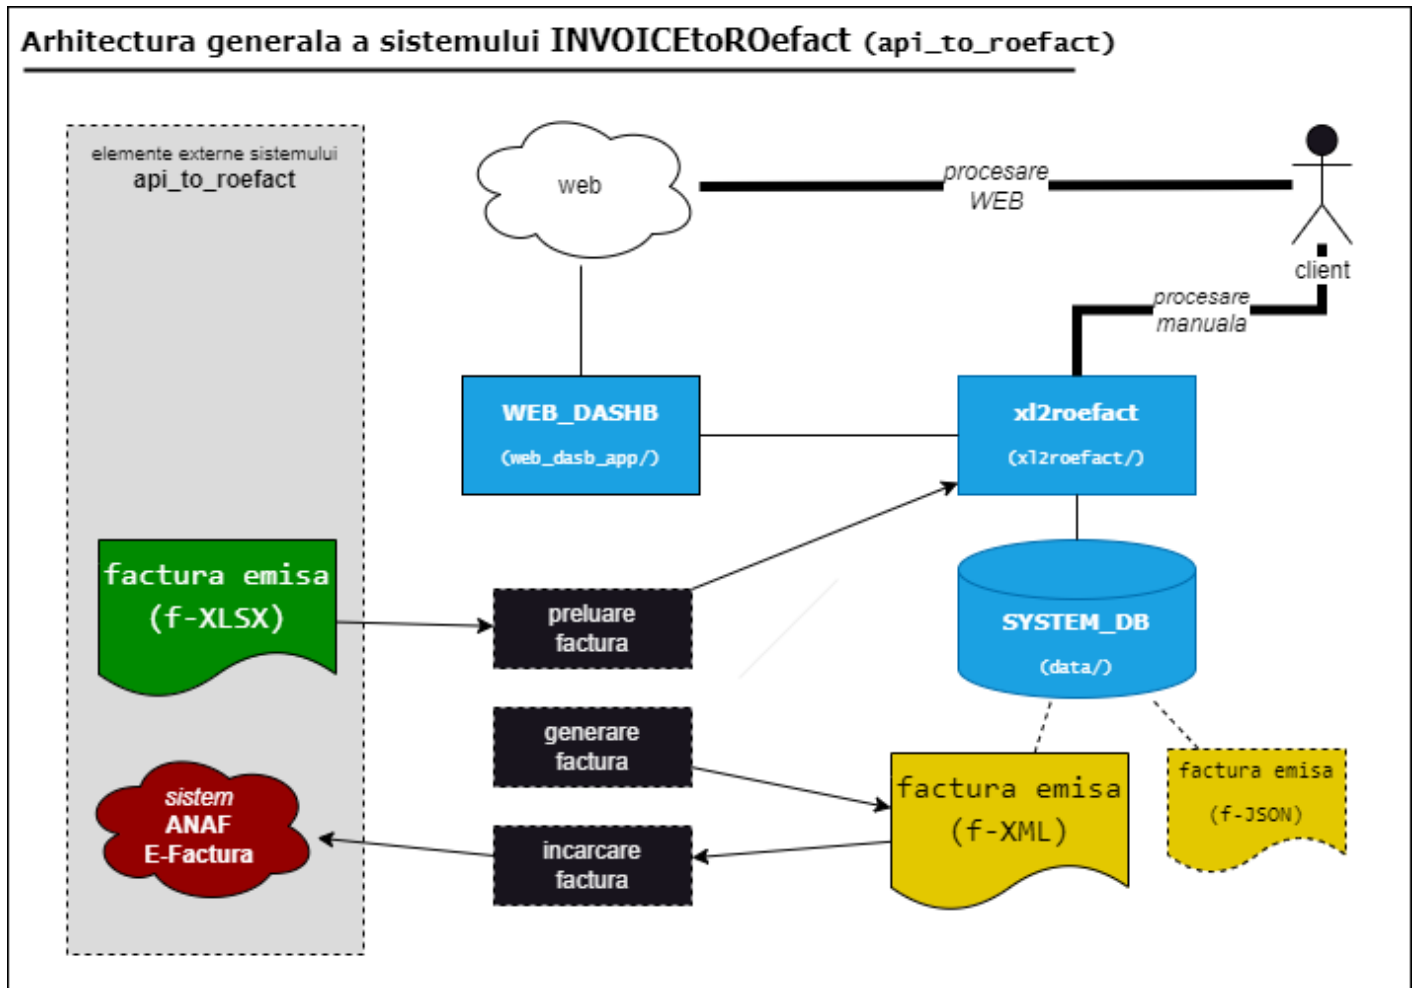 Arhitectura generala a sistemului INVOICEtoROefact (api_to_roefact)
elemente externe sistemului
api_to_roefact
web
procesare
WEB
client
procesare
manuala
WEB_DASHB
(web_dasb_app/)
xl2roefact
(xl2roefact/)
factura emisa
(f-XLSX)
preluare
factura
SYSTEM_DB
(data/)
generare
factura
factura emisa
(f-XML)
factura emisa
(f-JSON)
sistem
ANAF
E-Factura
incarcare
factura